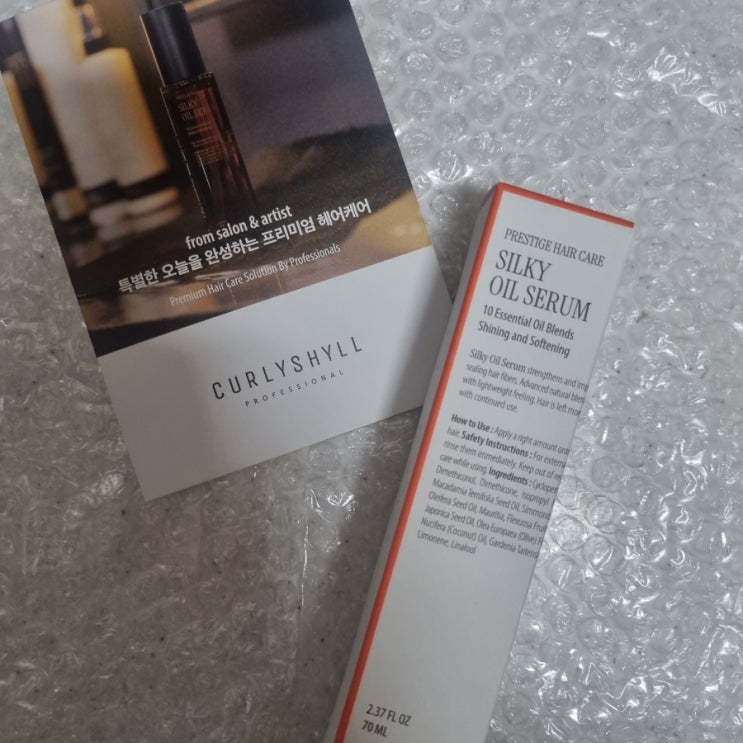 SILKY
from salon & artist
특별한 오늘을 완성하는 프리미엄 헤어케어
Premium Hair Care Solution By Professionals
CURLYSHYLL
PROFESSIONAL
PRESTIGE HAIR CARE
SILKY
OIL SERUM
10 Essential Oil Blends
Shining and Softening
Silky Oil Serum strengthens and
sealing hair fibers. Advanced natural
with lightweight feeling. Hair is left
with continued use.
How to Use : Apply a right amount
hair. Safety Instructions : For
rinse them immediately. Keep out of
care while using. Ingredients :
Dimethiconol, Dimethicone, Isopropyl
Macadamia Ternifolia Seed Oil,
Oleifera Seed Oil, Mauritia, Flexuosa
Japonica Seed Oil, Olea Europaea (Olive)
Nucifera (Coconut) Oil, Gardenia
Limonene, Linalool
2.37 FL OZ
70 ML